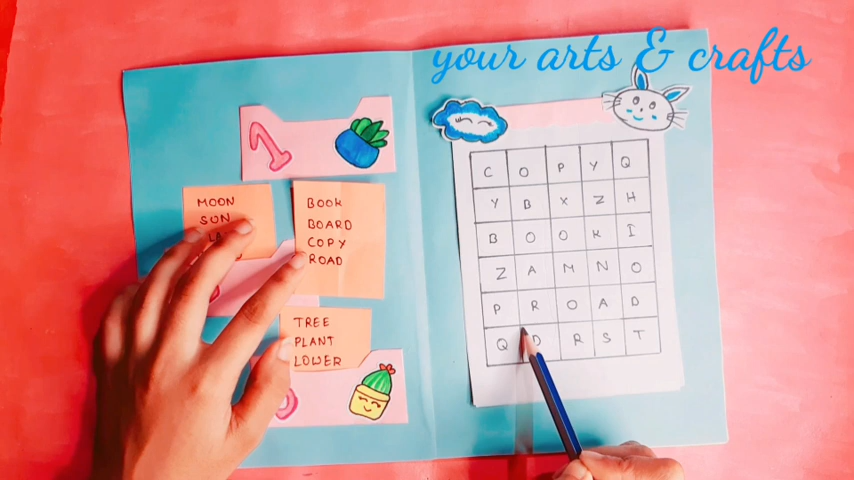 your arts & crafts
1
MOON
SUN
BOOK
BOARD
COPY
ROAD
TREE
PLANT
LOWER
C O P Y Q
Y B X Z H
B O O K I
Z A M N O
P R O A D
Q D R S T